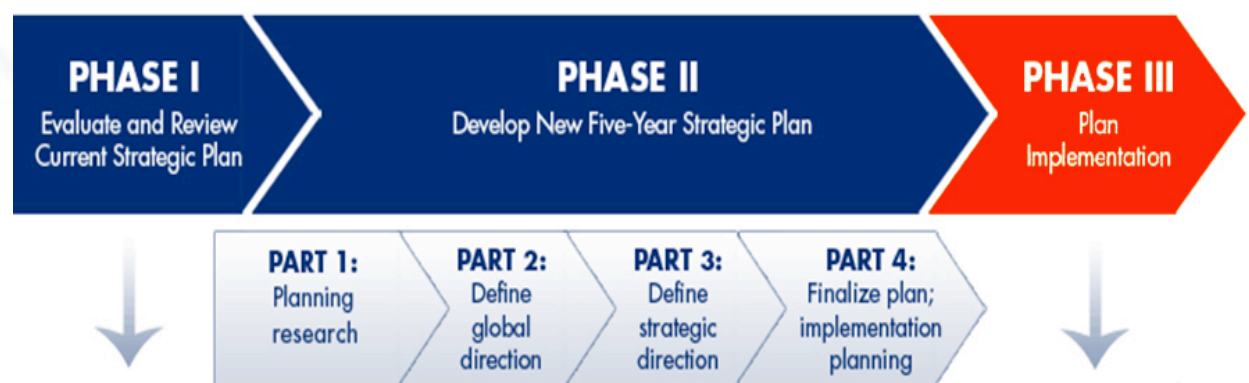 PHASE I
Evaluate and Review
Current Strategic Plan
PHASE II
Develop New Five-Year Strategic Plan
PHASE III
Plan
Implementation
PART 1:
Planning
research
PART 2:
Define
global
direction
PART 3:
Define
strategic
direction
PART 4:
Finalize plan;
implementation
planning